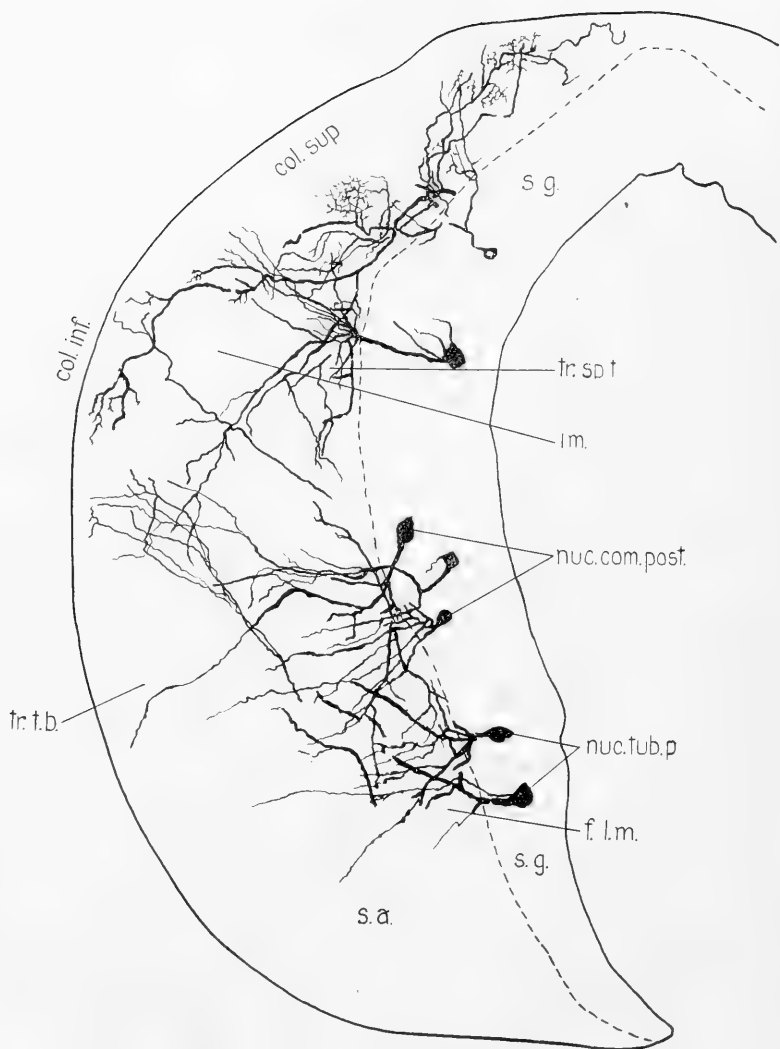 col. sup
s g.
col. inf.
tr. sp t
l m.
nuc. com. post.
tr. t. b.
nuc. tub. p
f. l. m.
s. g.
s. a.